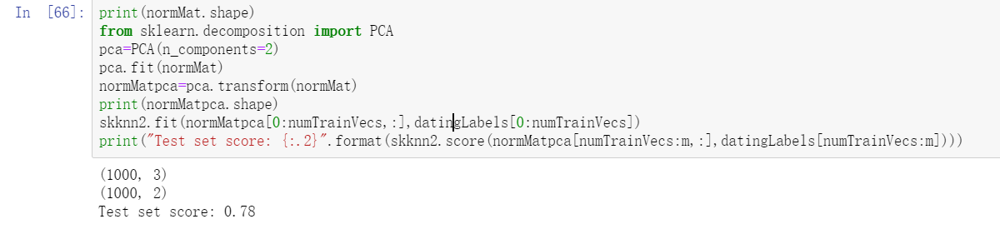 In [66]: print(normMat.shape)
from sklearn.decomposition import PCA
pca=PCA(n_components=2)
pca.fit(normMat)
normMatpca=pca.transform(normMat)
print(normMatpca.shape)
skknn2.fit(normMatpca[0:numTrainVecs,:],datingLabels[0:numTrainVecs])
print("Test set score: {:.2}".format(skknn2.score(normMatpca[numTrainVecs:m,:],datingLabels[numTrainVecs:m])))
(1000, 3)
(1000, 2)
Test set score: 0.78